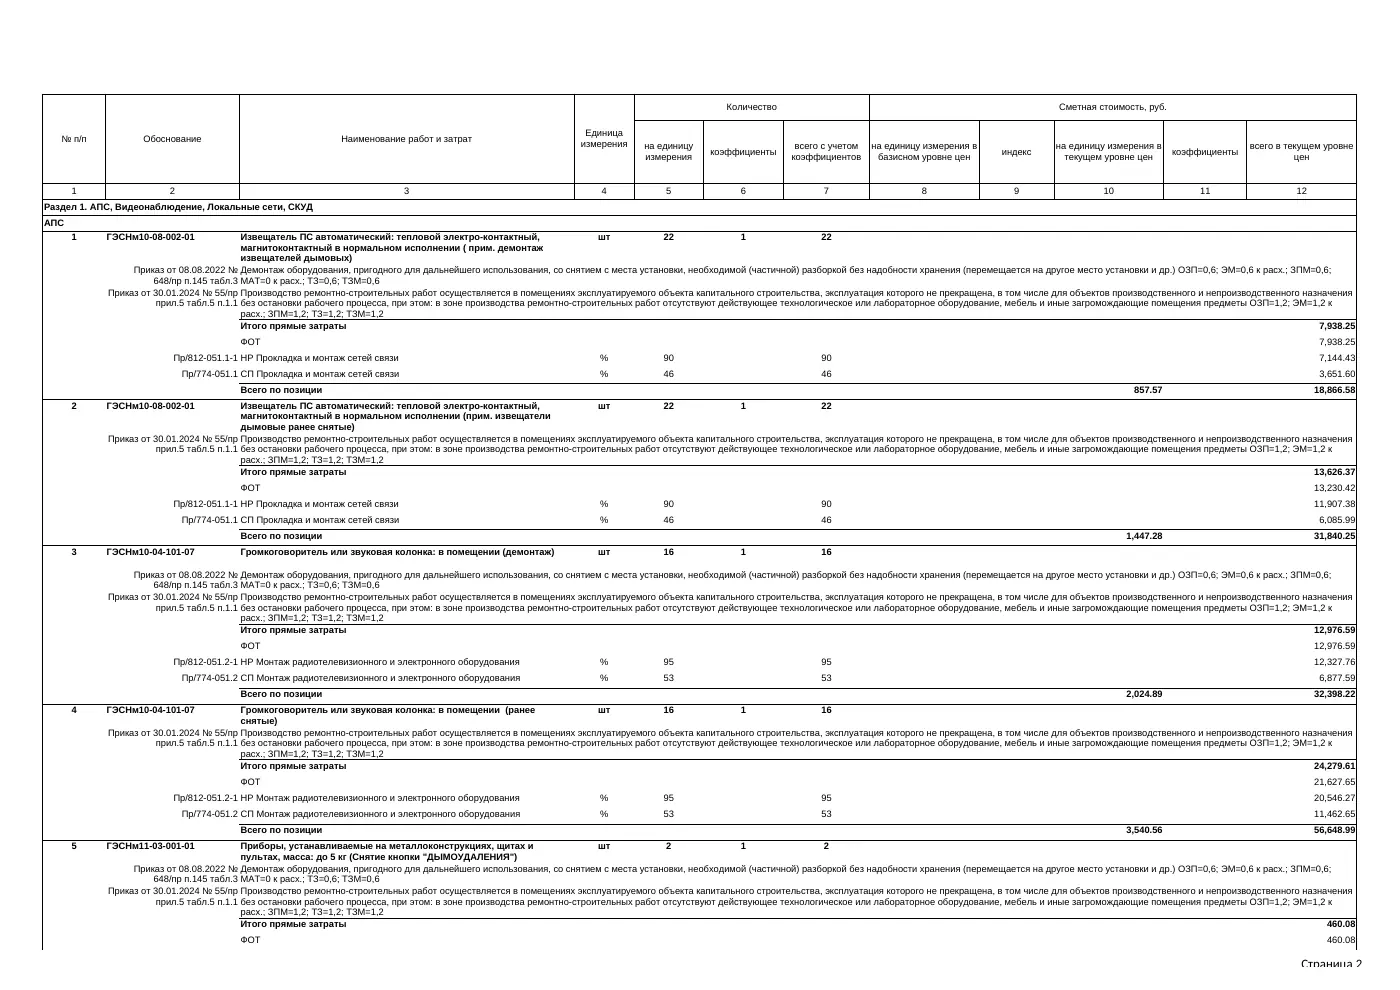 № п/п Обоснование Наименование работ и затрат Единица измерения Количество Сметная стоимость, руб.
на единицу измерения коэффициенты всего с учетом коэффициентов на единицу измерения в базисном уровне цен индекс на единицу измерения в текущем уровне цен коэффициенты всего в текущем уровне цен
1 2 3 4 5 6 7 8 9 10 11 12
Раздел 1. АПС, Видеонаблюдение, Локальные сети, СКУД
АПС
1 ГЭСНм10-08-002-01 Извещатель ПС автоматический: тепловой электро-контактный, шт 22 1 22
магнитоконтактный в нормальном исполнении ( прим. демонтаж
извещателей дымовых)
Приказ от 08.08.2022 № Демонтаж оборудования, пригодного для дальнейшего использования, со снятием с места установки, необходимой (частичной) разборкой без надобности хранения (перемещается на другое место установки и др.) ОЗП=0,6; ЭМ=0,6 к расх.; ЗПМ=0,6;
648/пр п.145 табл.3 МАТ=0 к расх.; ТЗ=0,6; ТЗМ=0,6
Приказ от 30.01.2024 № 55/пр Производство ремонтно-строительных работ осуществляется в помещениях эксплуатируемого объекта капитального строительства, эксплуатация которого не прекращена, в том числе для объектов производственного и непроизводственного назначения
прил.5 табл.5 п.1.1 без остановки рабочего процесса, при этом: в зоне производства ремонтно-строительных работ отсутствуют действующее технологическое или лабораторное оборудование, мебель и иные загромождающие помещения предметы ОЗП=1,2; ЭМ=1,2 к
расх.; ЗПМ=1,2; ТЗ=1,2; ТЗМ=1,2
Итого прямые затраты 7,938.25
ФОТ 7,938.25
Пр/812-051.1-1 НР Прокладка и монтаж сетей связи % 90 90 7,144.43
Пр/774-051.1 СП Прокладка и монтаж сетей связи % 46 46 3,651.60
Всего по позиции 857.57 18,866.58
2 ГЭСНм10-08-002-01 Извещатель ПС автоматический: тепловой электро-контактный, шт 22 1 22
магнитоконтактный в нормальном исполнении (прим. извещатели
дымовые ранее снятые)
Приказ от 30.01.2024 № 55/пр Производство ремонтно-строительных работ осуществляется в помещениях эксплуатируемого объекта капитального строительства, эксплуатация которого не прекращена, в том числе для объектов производственного и непроизводственного назначения
прил.5 табл.5 п.1.1 без остановки рабочего процесса, при этом: в зоне производства ремонтно-строительных работ отсутствуют действующее технологическое или лабораторное оборудование, мебель и иные загромождающие помещения предметы ОЗП=1,2; ЭМ=1,2 к
расх.; ЗПМ=1,2; ТЗ=1,2; ТЗМ=1,2
Итого прямые затраты 13,626.37
ФОТ 13,230.42
Пр/812-051.1-1 НР Прокладка и монтаж сетей связи % 90 90 11,907.38
Пр/774-051.1 СП Прокладка и монтаж сетей связи % 46 46 6,085.99
Всего по позиции 1,447.28 31,840.25
3 ГЭСНм10-04-101-07 Громкоговоритель или звуковая колонка: в помещении (демонтаж) шт 16 1 16
Приказ от 08.08.2022 № Демонтаж оборудования, пригодного для дальнейшего использования, со снятием с места установки, необходимой (частичной) разборкой без надобности хранения (перемещается на другое место установки и др.) ОЗП=0,6; ЭМ=0,6 к расх.; ЗПМ=0,6;
648/пр п.145 табл.3 МАТ=0 к расх.; ТЗ=0,6; ТЗМ=0,6
Приказ от 30.01.2024 № 55/пр Производство ремонтно-строительных работ осуществляется в помещениях эксплуатируемого объекта капитального строительства, эксплуатация которого не прекращена, в том числе для объектов производственного и непроизводственного назначения
прил.5 табл.5 п.1.1 без остановки рабочего процесса, при этом: в зоне производства ремонтно-строительных работ отсутствуют действующее технологическое или лабораторное оборудование, мебель и иные загромождающие помещения предметы ОЗП=1,2; ЭМ=1,2 к
расх.; ЗПМ=1,2; ТЗ=1,2; ТЗМ=1,2
Итого прямые затраты 12,976.59
ФОТ 12,976.59
Пр/812-051.2-1 НР Монтаж радиотелевизионного и электронного оборудования % 95 95 12,327.76
Пр/774-051.2 СП Монтаж радиотелевизионного и электронного оборудования % 53 53 6,877.59
Всего по позиции 2,024.89 32,398.22
4 ГЭСНм10-04-101-07 Громкоговоритель или звуковая колонка: в помещении (ранее шт 16 1 16
снятые)
Приказ от 30.01.2024 № 55/пр Производство ремонтно-строительных работ осуществляется в помещениях эксплуатируемого объекта капитального строительства, эксплуатация которого не прекращена, в том числе для объектов производственного и непроизводственного назначения
прил.5 табл.5 п.1.1 без остановки рабочего процесса, при этом: в зоне производства ремонтно-строительных работ отсутствуют действующее технологическое или лабораторное оборудование, мебель и иные загромождающие помещения предметы ОЗП=1,2; ЭМ=1,2 к
расх.; ЗПМ=1,2; ТЗ=1,2; ТЗМ=1,2
Итого прямые затраты 24,279.61
ФОТ 21,627.65
Пр/812-051.2-1 НР Монтаж радиотелевизионного и электронного оборудования % 95 95 20,546.27
Пр/774-051.2 СП Монтаж радиотелевизионного и электронного оборудования % 53 53 11,462.65
Всего по позиции 3,540.56 56,648.99
5 ГЭСНм11-03-001-01 Приборы, устанавливаемые на металлоконструкциях, щитах и шт 2 1 2
пультах, масса: до 5 кг (Снятие кнопки "ДЫМОУДАЛЕНИЯ")
Приказ от 08.08.2022 № Демонтаж оборудования, пригодного для дальнейшего использования, со снятием с места установки, необходимой (частичной) разборкой без надобности хранения (перемещается на другое место установки и др.) ОЗП=0,6; ЭМ=0,6 к расх.; ЗПМ=0,6;
648/пр п.145 табл.3 МАТ=0 к расх.; ТЗ=0,6; ТЗМ=0,6
Приказ от 30.01.2024 № 55/пр Производство ремонтно-строительных работ осуществляется в помещениях эксплуатируемого объекта капитального строительства, эксплуатация которого не прекращена, в том числе для объектов производственного и непроизводственного назначения
прил.5 табл.5 п.1.1 без остановки рабочего процесса, при этом: в зоне производства ремонтно-строительных работ отсутствуют действующее технологическое или лабораторное оборудование, мебель и иные загромождающие помещения предметы ОЗП=1,2; ЭМ=1,2 к
расх.; ЗПМ=1,2; ТЗ=1,2; ТЗМ=1,2
Итого прямые затраты 460.08
ФОТ 460.08
Страница 2